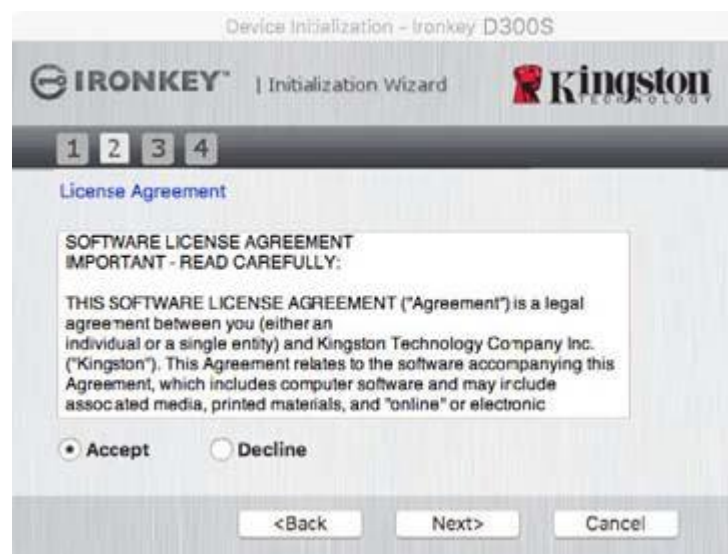 Device Initialization - Ironkey D300S
IRONKEY™ | Initialization Wizard
Kingston
TECHNOLOGY
1 2 3 4
License Agreement
SOFTWARE LICENSE AGREEMENT
IMPORTANT - READ CAREFULLY:
THIS SOFTWARE LICENSE AGREEMENT ("Agreement") is a legal
agreement between you (either an
individual or a single entity) and Kingston Technology Company Inc.
("Kingston"). This Agreement relates to the software accompanying this
Agreement, which includes computer software and may include
associated media, printed materials, and "online" or electronic
Accept Decline
<Back Next> Cancel